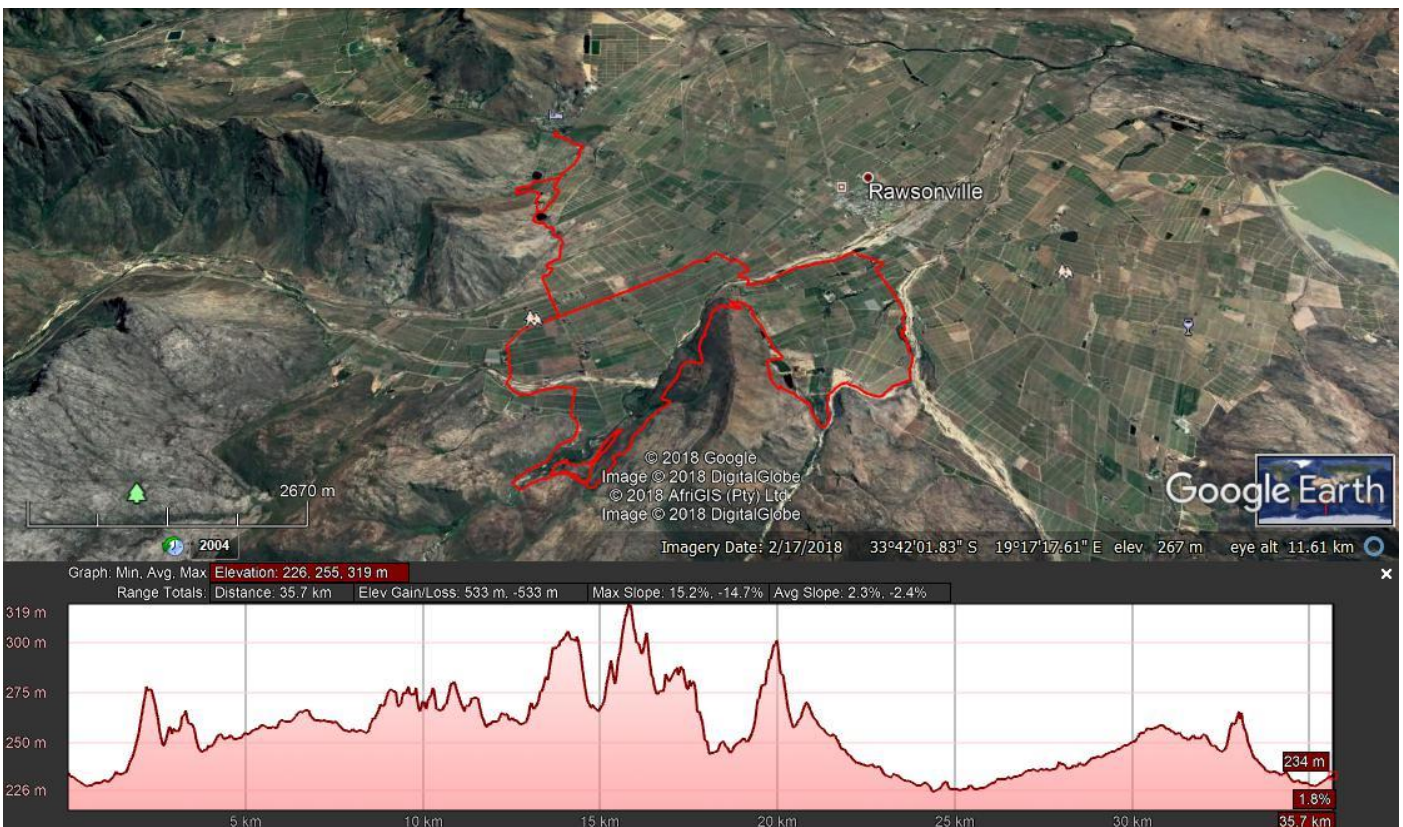 Rawsonville
2670 m
© 2018 Google
Image © 2018 DigitalGlobe
© 2018 AfriGIS (Pty) Ltd.
Image © 2018 DigitalGlobe
Google Earth
2004
Imagery Date: 2/17/2018 33°42'01.83" S 19°17'17.61" E elev 267 m eye alt 11.61 km
Graph: Min, Avg, Max Elevation: 226, 255, 319 m
Range Totals: Distance: 35.7 km Elev Gain/Loss: 533 m, -533 m Max Slope: 15.2%, -14.7% Avg Slope: 2.3%, -2.4%
319 m
300 m
275 m
250 m
234 m
226 m
1.8%
5 km 10 km 15 km 20 km 25 km 30 km 35.7 km